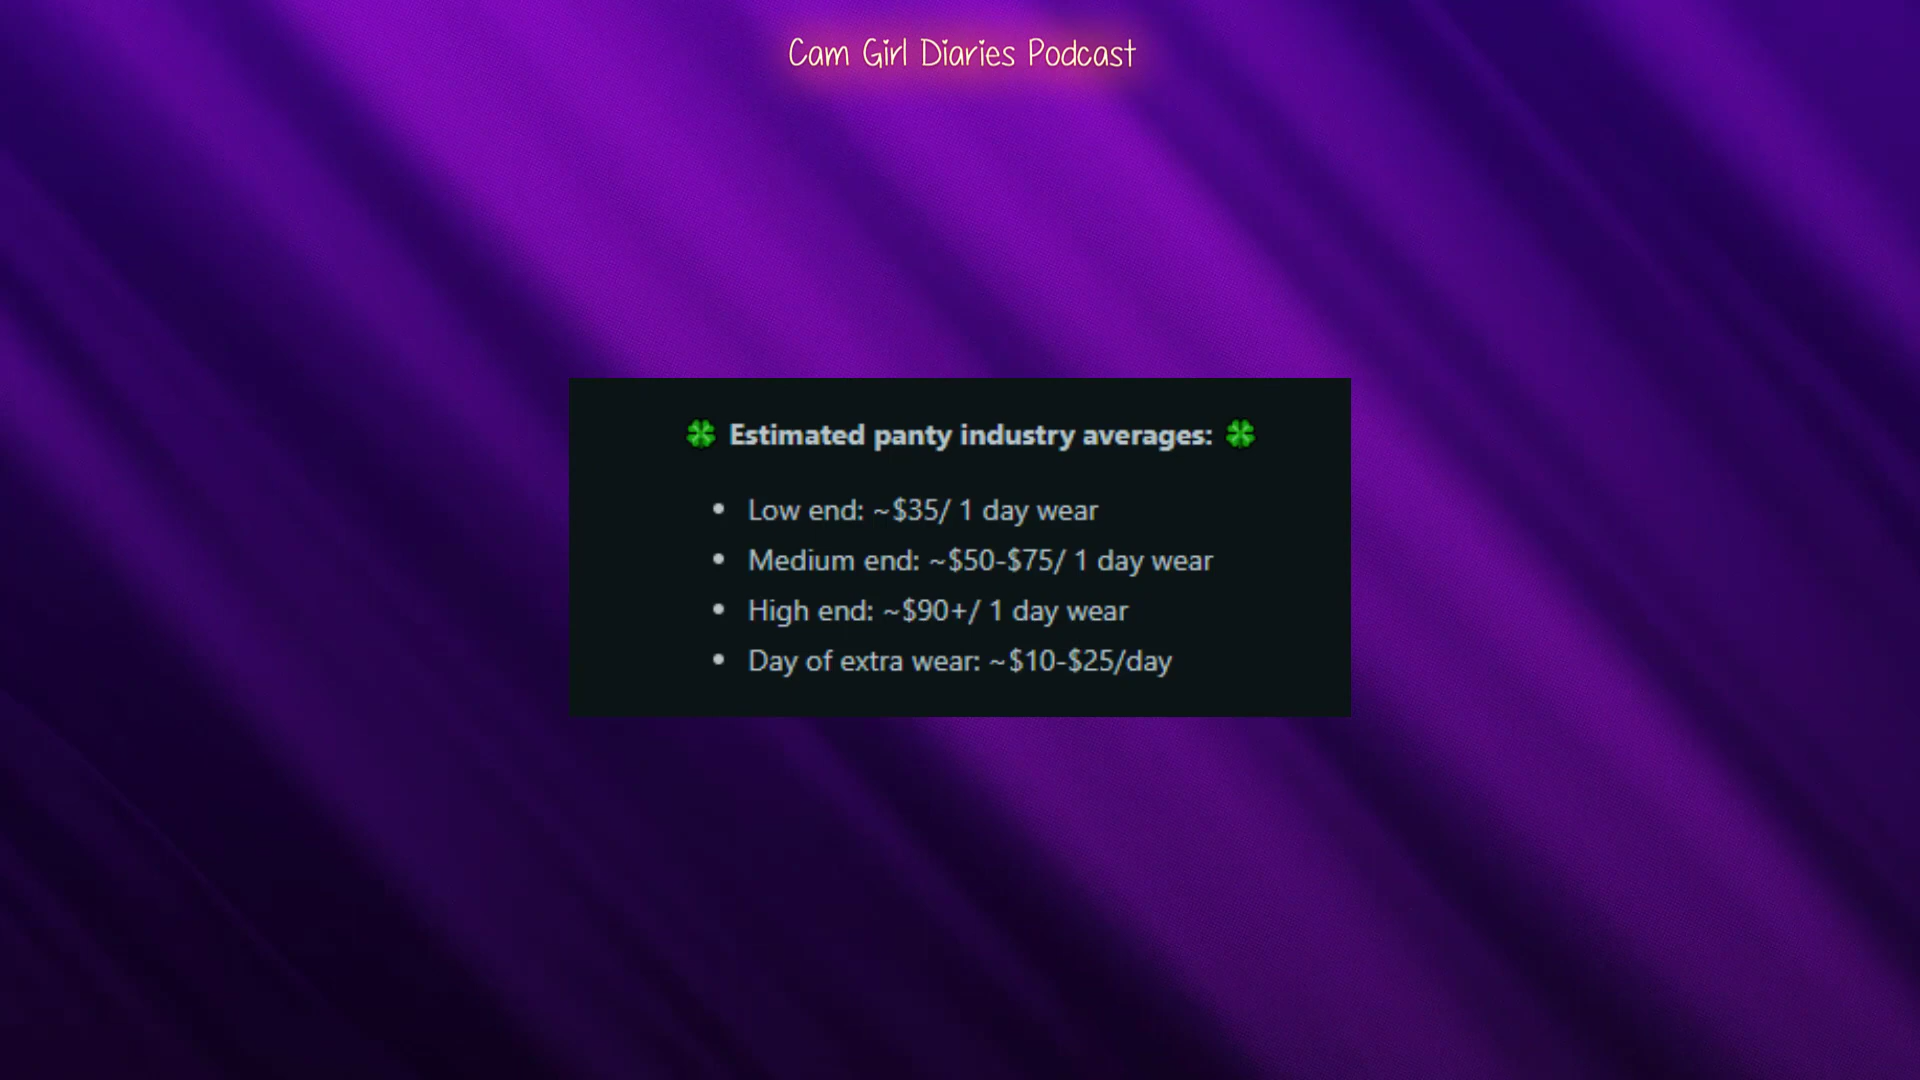 Cam Girl Diaries Podcast
🍀 Estimated panty industry averages: 🍀
• Low end: ~$35/ 1 day wear
• Medium end: ~$50-$75/ 1 day wear
• High end: ~$90+/ 1 day wear
• Day of extra wear: ~$10-$25/day